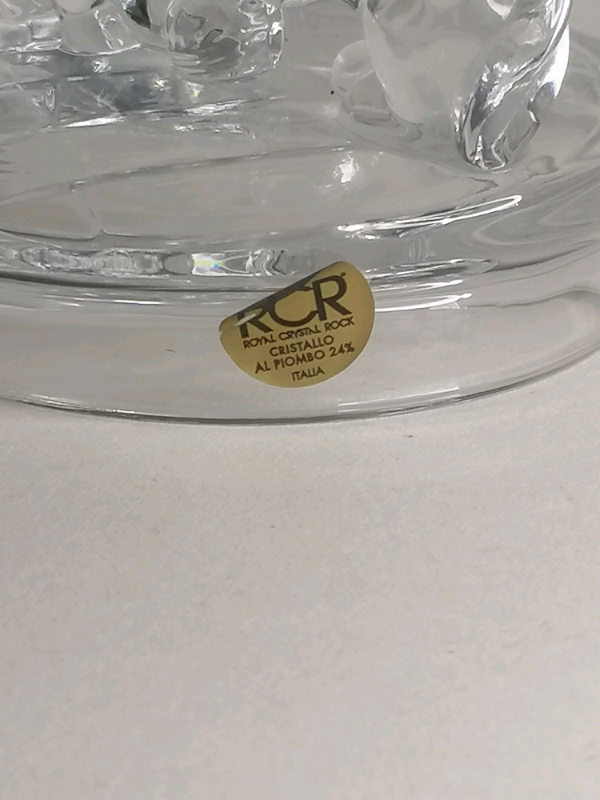 RCR
ROYAL CRYSTAL ROCK
CRISTALLO
AL PIOMBO 24%
ITALIA